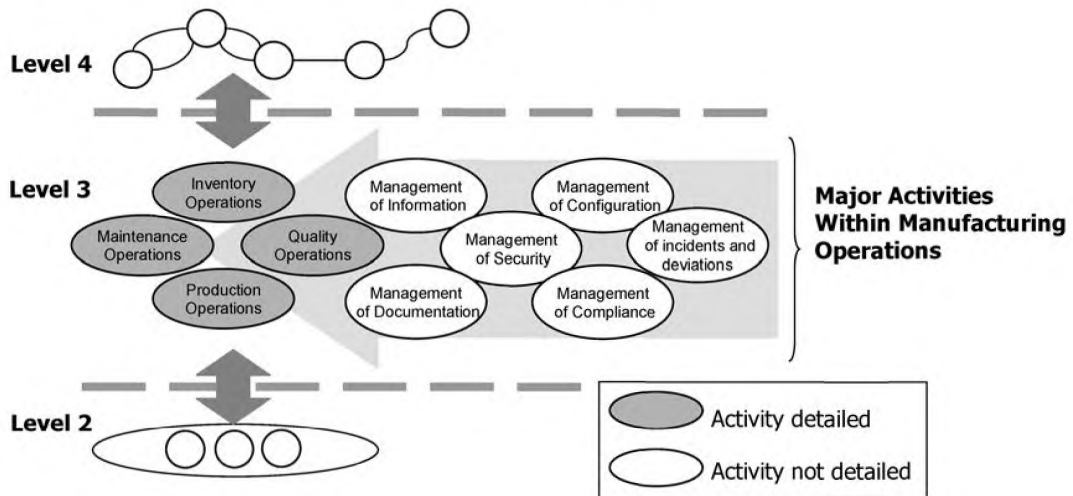 Level 4
Level 3
Inventory
Operations
Maintenance
Operations
Quality
Operations
Production
Operations
Management
of Information
Management
of Configuration
Management
of Security
Management
of incidents and
deviations
Management
of Documentation
Management
of Compliance
Major Activities
Within Manufacturing
Operations
Level 2
Activity detailed
Activity not detailed